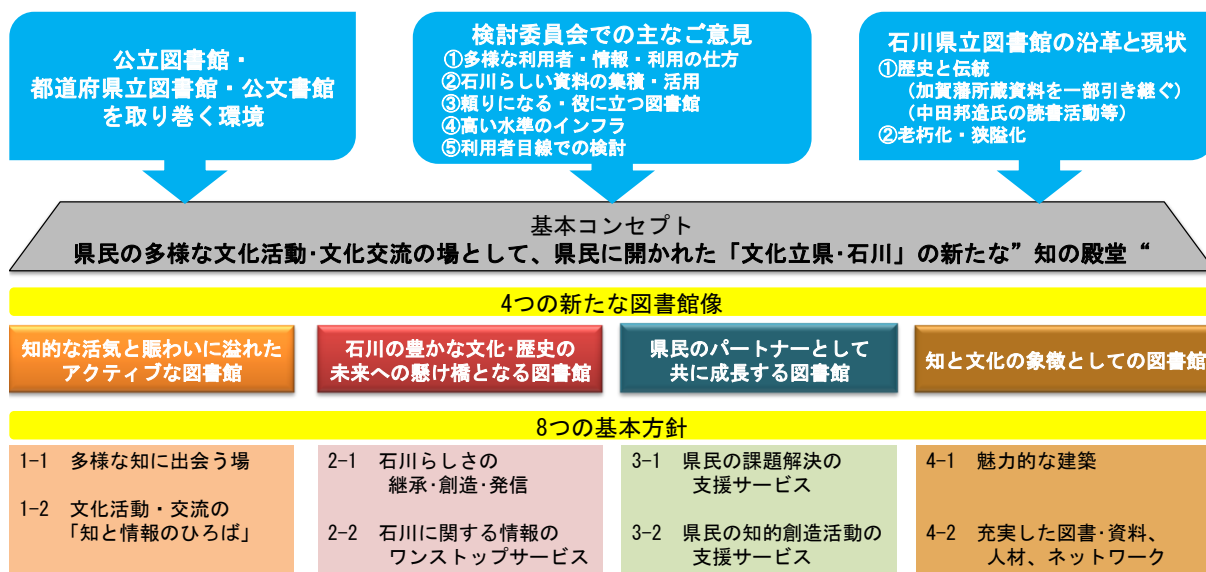 公立図書館・
都道府県立図書館・公文書館
を取り巻く環境
検討委員会での主なご意見
①多様な利用者・情報・利用の仕方
②石川らしい資料の集積・活用
③頼りになる・役に立つ図書館
④高い水準のインフラ
⑤利用者目線での検討
石川県立図書館の沿革と現状
①歴史と伝統
（加賀藩所蔵資料を一部引き継ぐ）
（中田邦造氏の読書活動等）
②老朽化・狭隘化
基本コンセプト
県民の多様な文化活動・文化交流の場として、県民に開かれた「文化立県・石川」の新たな”知の殿堂“
4つの新たな図書館像
知的な活気と賑わいに溢れた
アクティブな図書館
石川の豊かな文化・歴史の
未来への懸け橋となる図書館
県民のパートナーとして
共に成長する図書館
知と文化の象徴としての図書館
8つの基本方針
1-1 多様な知に出会う場
1-2 文化活動・交流の
「知と情報のひろば」
2-1 石川らしさの
継承・創造・発信
2-2 石川に関する情報の
ワンストップサービス
3-1 県民の課題解決の
支援サービス
3-2 県民の知的創造活動の
支援サービス
4-1 魅力的な建築
4-2 充実した図書・資料、
人材、ネットワーク